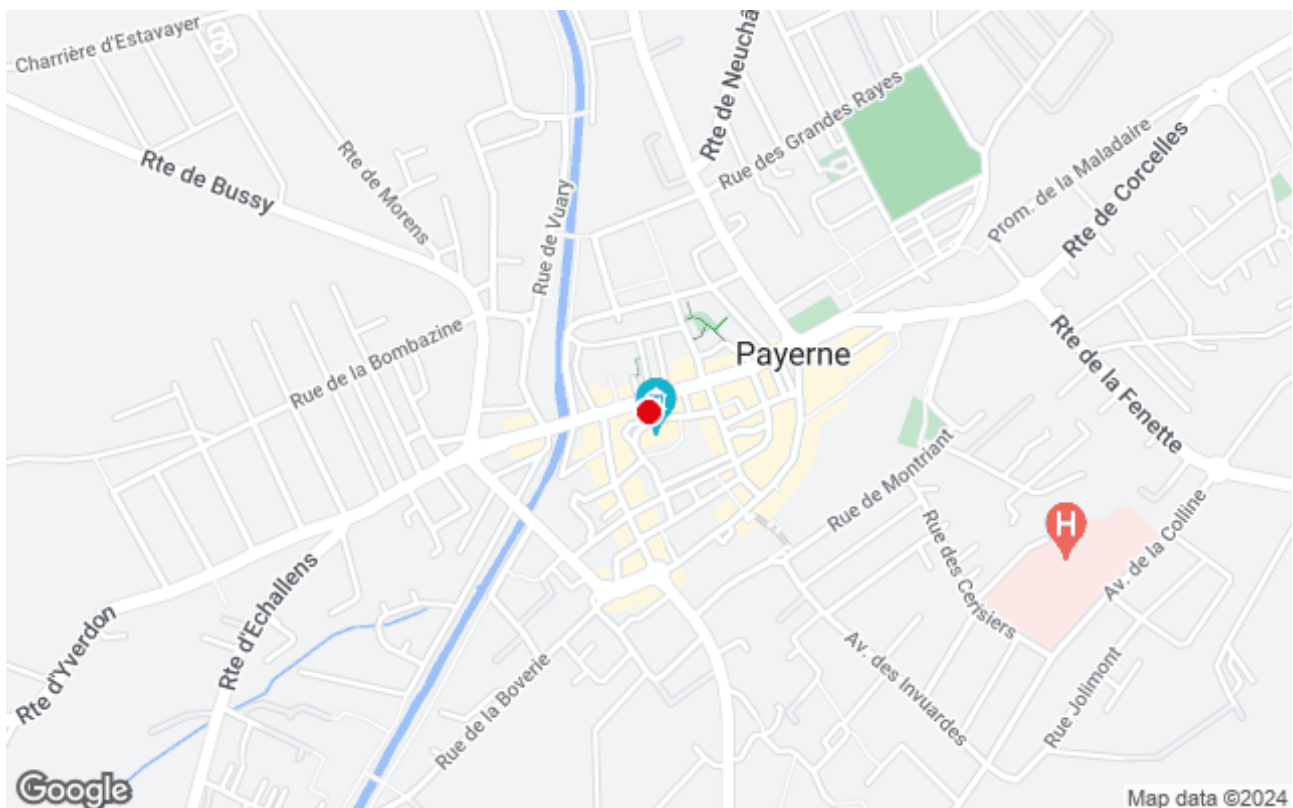 Charrière d'Estavayer
Rte de Neuchâ
Rue des Grandes Rayes
Rte de Bussy
Rte de Morens
Rue de Vuary
Prom. de la Maladaire
Rte de Corcelles
Rue de la Bombazine
Payerne
Rte de la Fenette
Rue de Montriant
H
Rue des Cerisiers
Av. de la Colline
Rte d'Yverdon
Rte d'Echallens
Rue de la Boverie
Av. des Invuardes
Rue Jolimont
Google
Map data ©2024